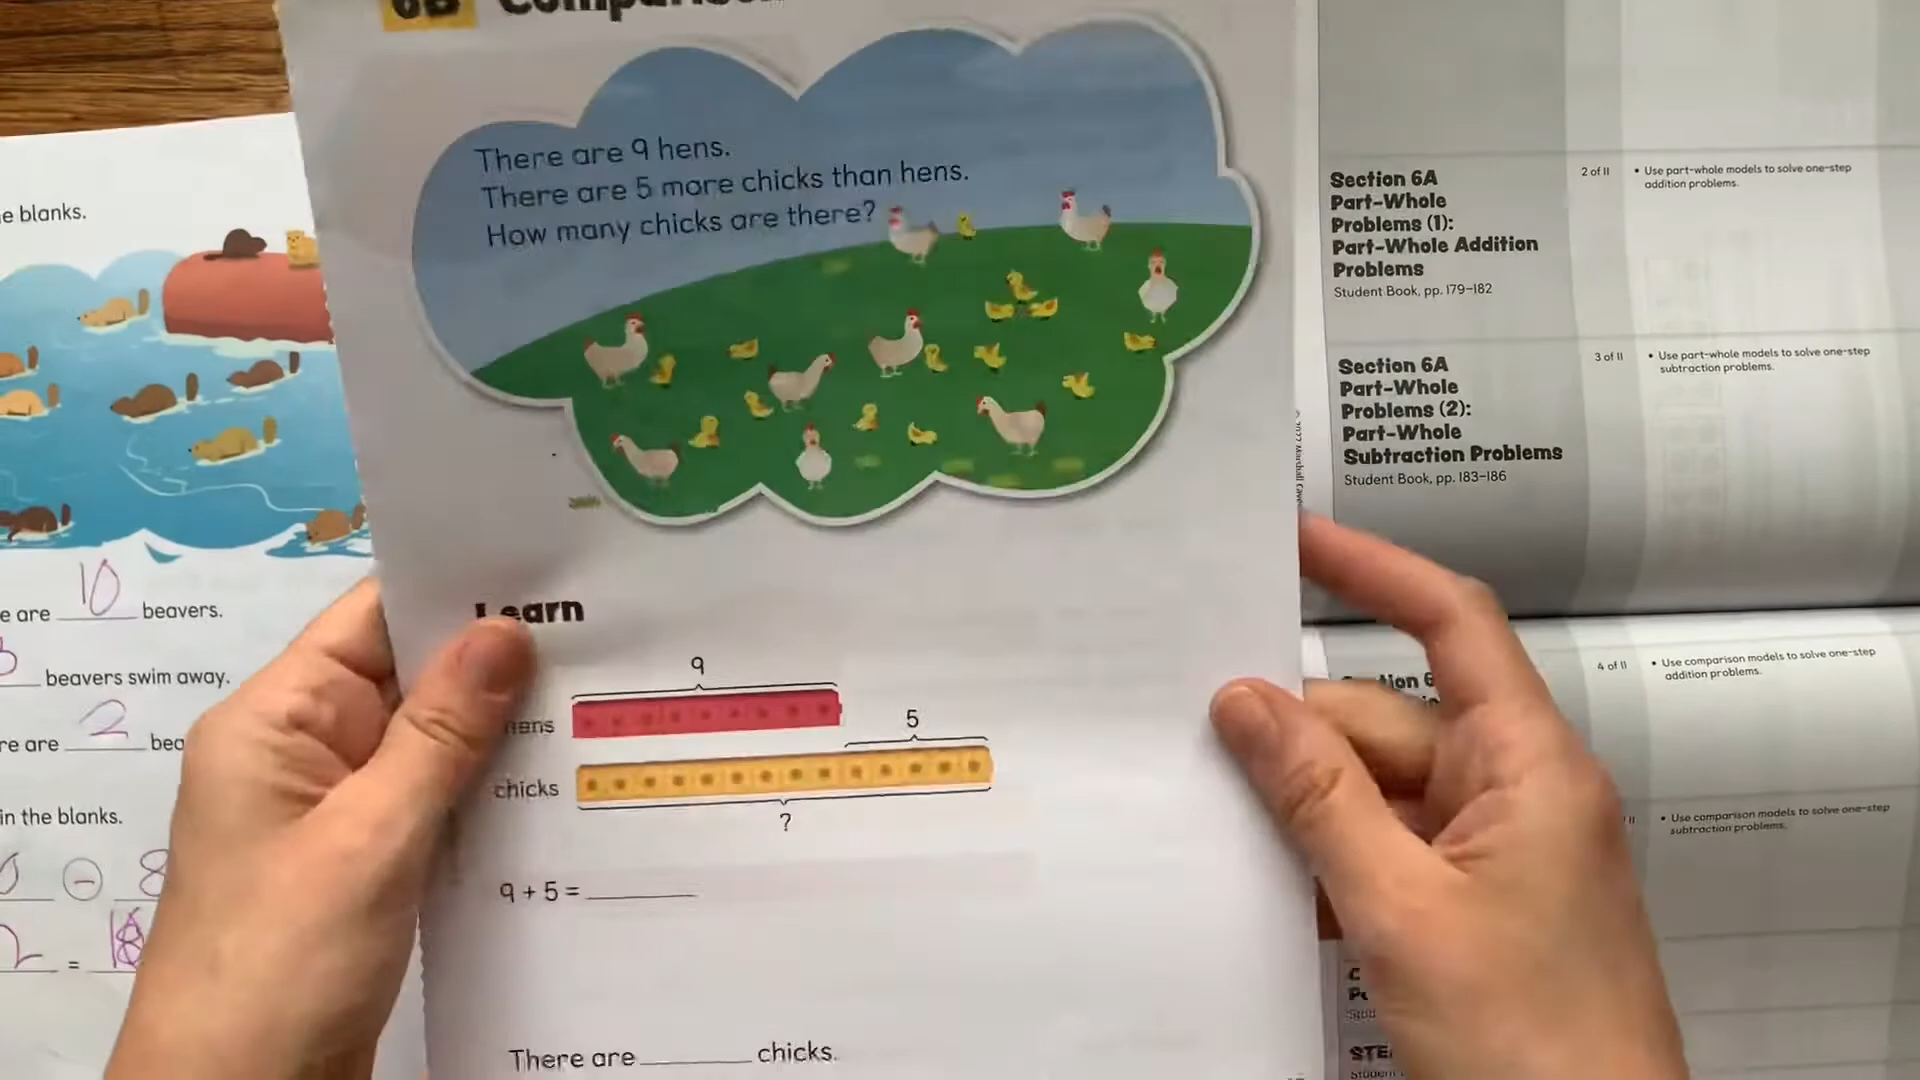 6B
There are 9 hens.
There are 5 more chicks than hens.
How many chicks are there?
Learn
9
hens
5
chicks
?
9 + 5 =
There are chicks.
e blanks.
e are 10 beavers.
beavers swim away.
re are 2 bea
in the blanks.
- 8
2 =
Section 6A
Part-Whole
Problems (1):
Part-Whole Addition
Problems
Student Book, pp. 179–182
2 of 11
• Use part-whole models to solve one-step
addition problems.
Section 6A
Part-Whole
Problems (2):
Part-Whole
Subtraction Problems
Student Book, pp. 183–186
3 of 11
• Use part-whole models to solve one-step
subtraction problems.
4 of 11
• Use comparison models to solve one-step
addition problems.
• Use comparison models to solve one-step
subtraction problems.